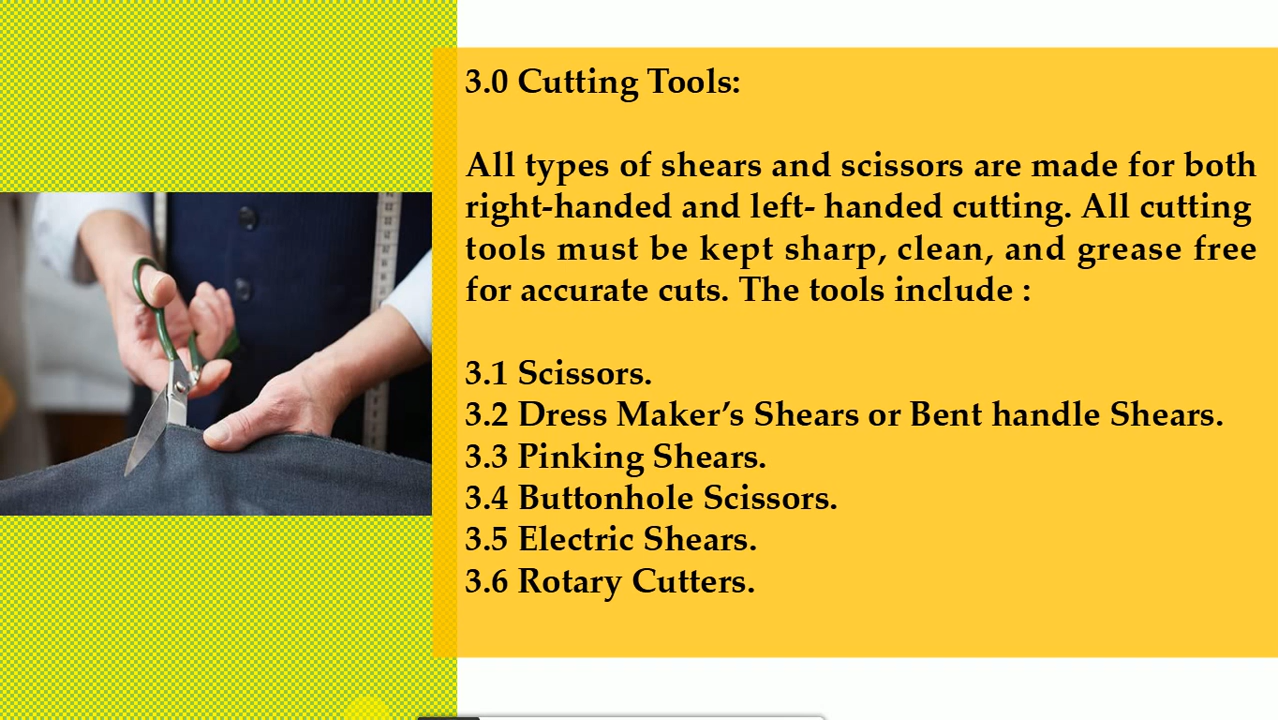 3.0 Cutting Tools:
All types of shears and scissors are made for both
right-handed and left- handed cutting. All cutting
tools must be kept sharp, clean, and grease free
for accurate cuts. The tools include :
3.1 Scissors.
3.2 Dress Maker’s Shears or Bent handle Shears.
3.3 Pinking Shears.
3.4 Buttonhole Scissors.
3.5 Electric Shears.
3.6 Rotary Cutters.